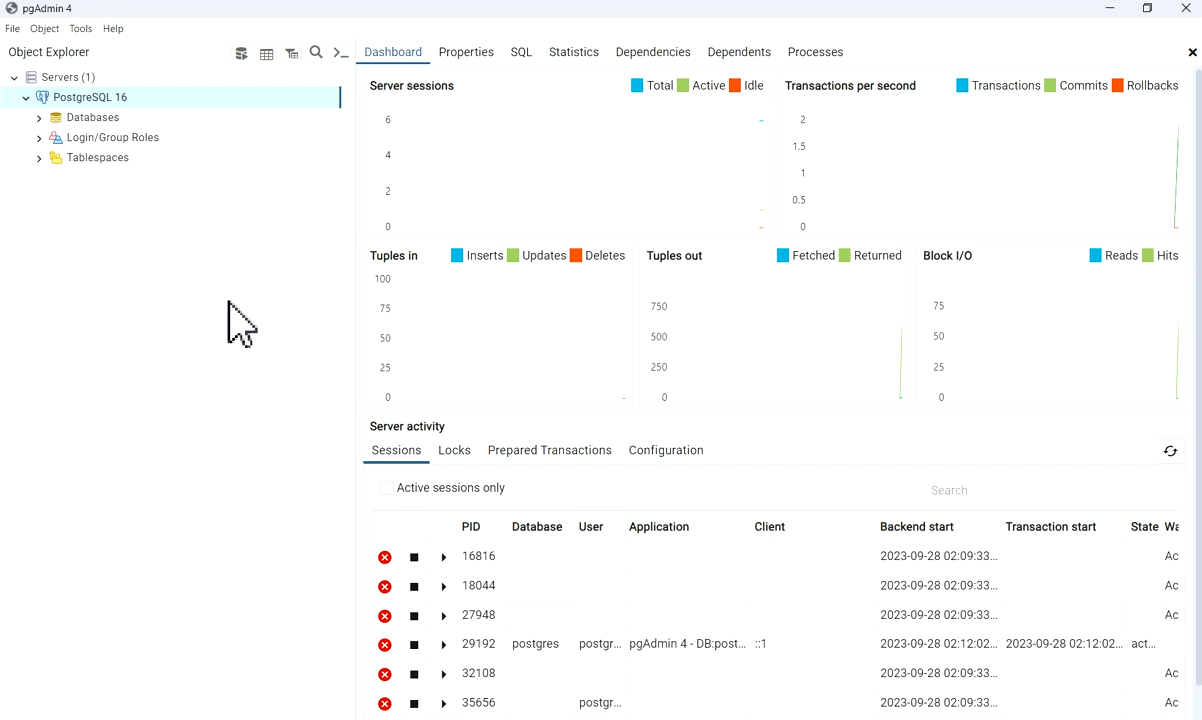 pgAdmin 4
File Object Tools Help
Object Explorer
Servers (1)
PostgreSQL 16
Databases
Login/Group Roles
Tablespaces
Dashboard Properties SQL Statistics Dependencies Dependents Processes
Server sessions Total Active Idle
6
4
2
0
Transactions per second Transactions Commits Rollbacks
2
1.5
1
0.5
0
Tuples in Inserts Updates Deletes
100
75
50
25
0
Tuples out Fetched Returned
750
500
250
0
Block I/O Reads Hits
75
50
25
0
Server activity
Sessions Locks Prepared Transactions Configuration
Active sessions only Search
PID Database User Application Client Backend start Transaction start State Wa
16816 2023-09-28 02:09:33... Ac
18044 2023-09-28 02:09:33... Ac
27948 2023-09-28 02:09:33... Ac
29192 postgres postgr... pgAdmin 4 - DB:post... ::1 2023-09-28 02:12:02... 2023-09-28 02:12:02... act...
32108 2023-09-28 02:09:33... Ac
35656 postgr... 2023-09-28 02:09:33... Ac